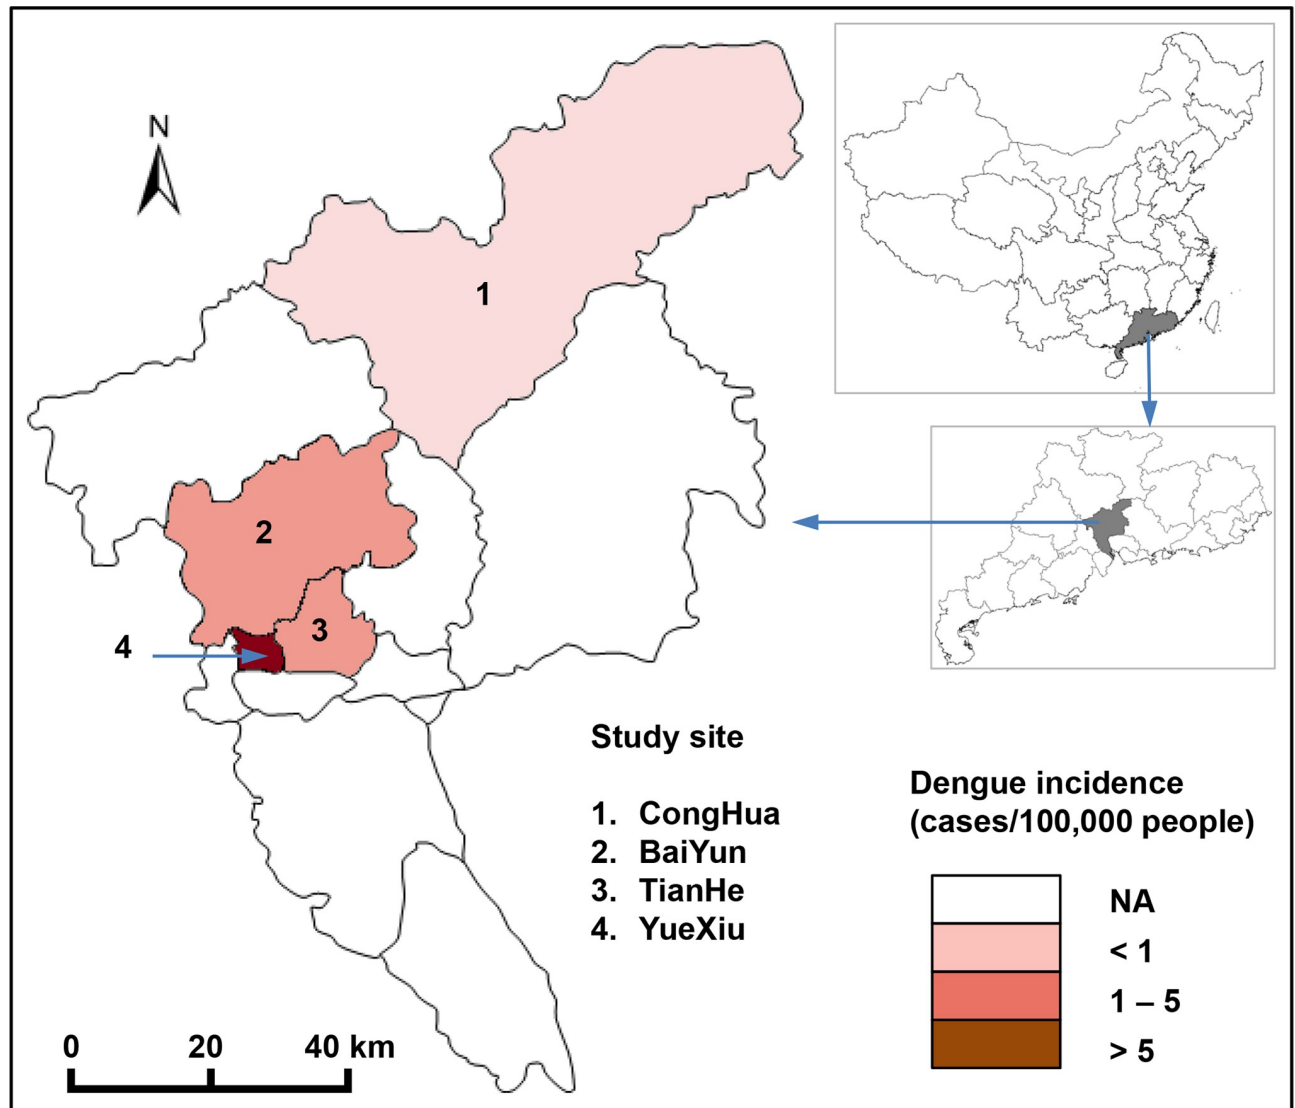 N
1
2
3
4
Study site
1. CongHua
2. BaiYun
3. TianHe
4. YueXiu
Dengue incidence
(cases/100,000 people)
NA
< 1
1 – 5
> 5
0 20 40 km